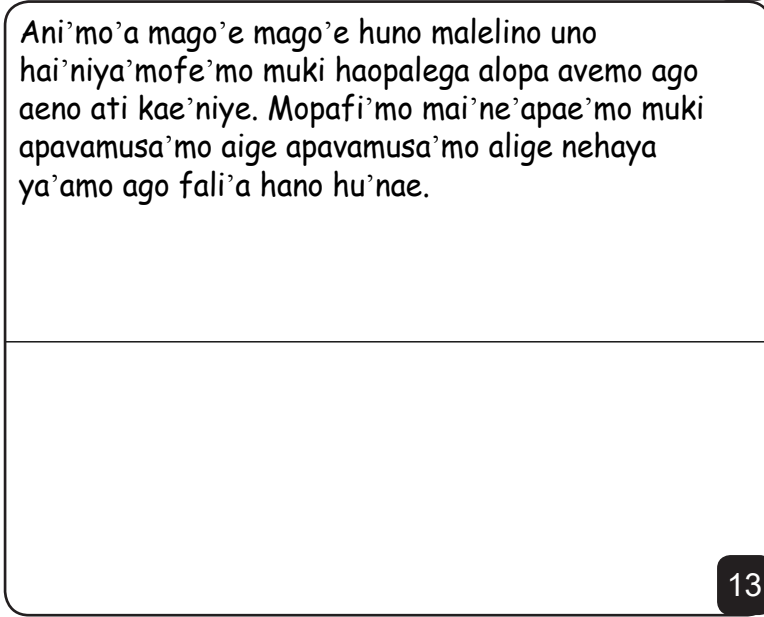 Ani’mo’a mago’e mago’e huno malelino uno
hai’niya’mofe’mo muki haopalega alopa avemo ago
aeno ati kae’niye. Mopafi’mo mai’ne’apae’mo muki
apavamusa’mo aige apavamusa’mo alige nehaya
ya’amo ago fali’a hano hu’nae.
13